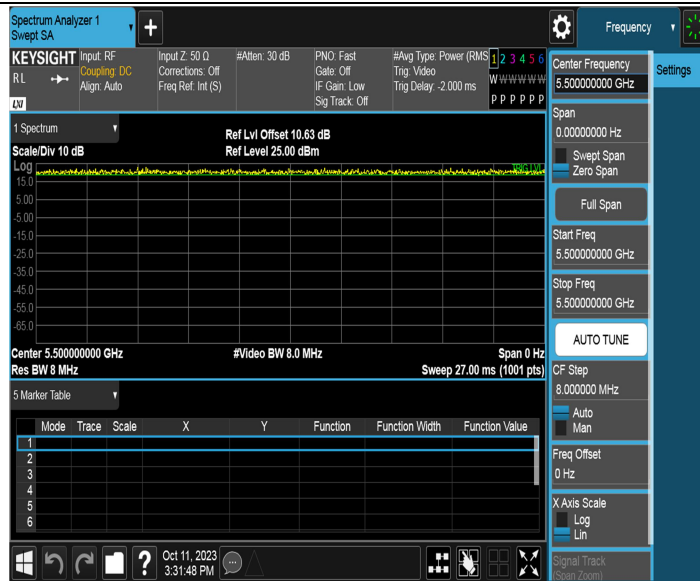 Spectrum Analyzer 1
Swept SA
Frequency
KEYSIGHT
RL
LXI
Input: RF
Coupling: DC
Align: Auto
Input Z: 50 Ω
Corrections: Off
Freq Ref: Int (S)
#Atten: 30 dB
PNO: Fast
Gate: Off
IF Gain: Low
Sig Track: Off
#Avg Type: Power (RMS
Trig: Video
Trig Delay: -2.000 ms
1 2 3 4 5 6
W W W W W W
P P P P P P
1 Spectrum
Scale/Div 10 dB
Ref Lvl Offset 10.63 dB
Ref Level 25.00 dBm
Log
TRIG LVL
15.0
5.00
-5.00
-15.0
-25.0
-35.0
-45.0
-55.0
-65.0
Center 5.500000000 GHz
#Video BW 8.0 MHz
Span 0 Hz
Res BW 8 MHz
Sweep 27.00 ms (1001 pts)
5 Marker Table
Mode Trace Scale X Y Function Function Width Function Value
1
2
3
4
5
6
Oct 11, 2023
3:31:48 PM
Center Frequency
5.500000000 GHz
Span
0.00000000 Hz
Swept Span
Zero Span
Full Span
Start Freq
5.500000000 GHz
Stop Freq
5.500000000 GHz
AUTO TUNE
CF Step
8.000000 MHz
Auto
Man
Freq Offset
0 Hz
X Axis Scale
Log
Lin
Signal Track
(Span Zoom)
Settings